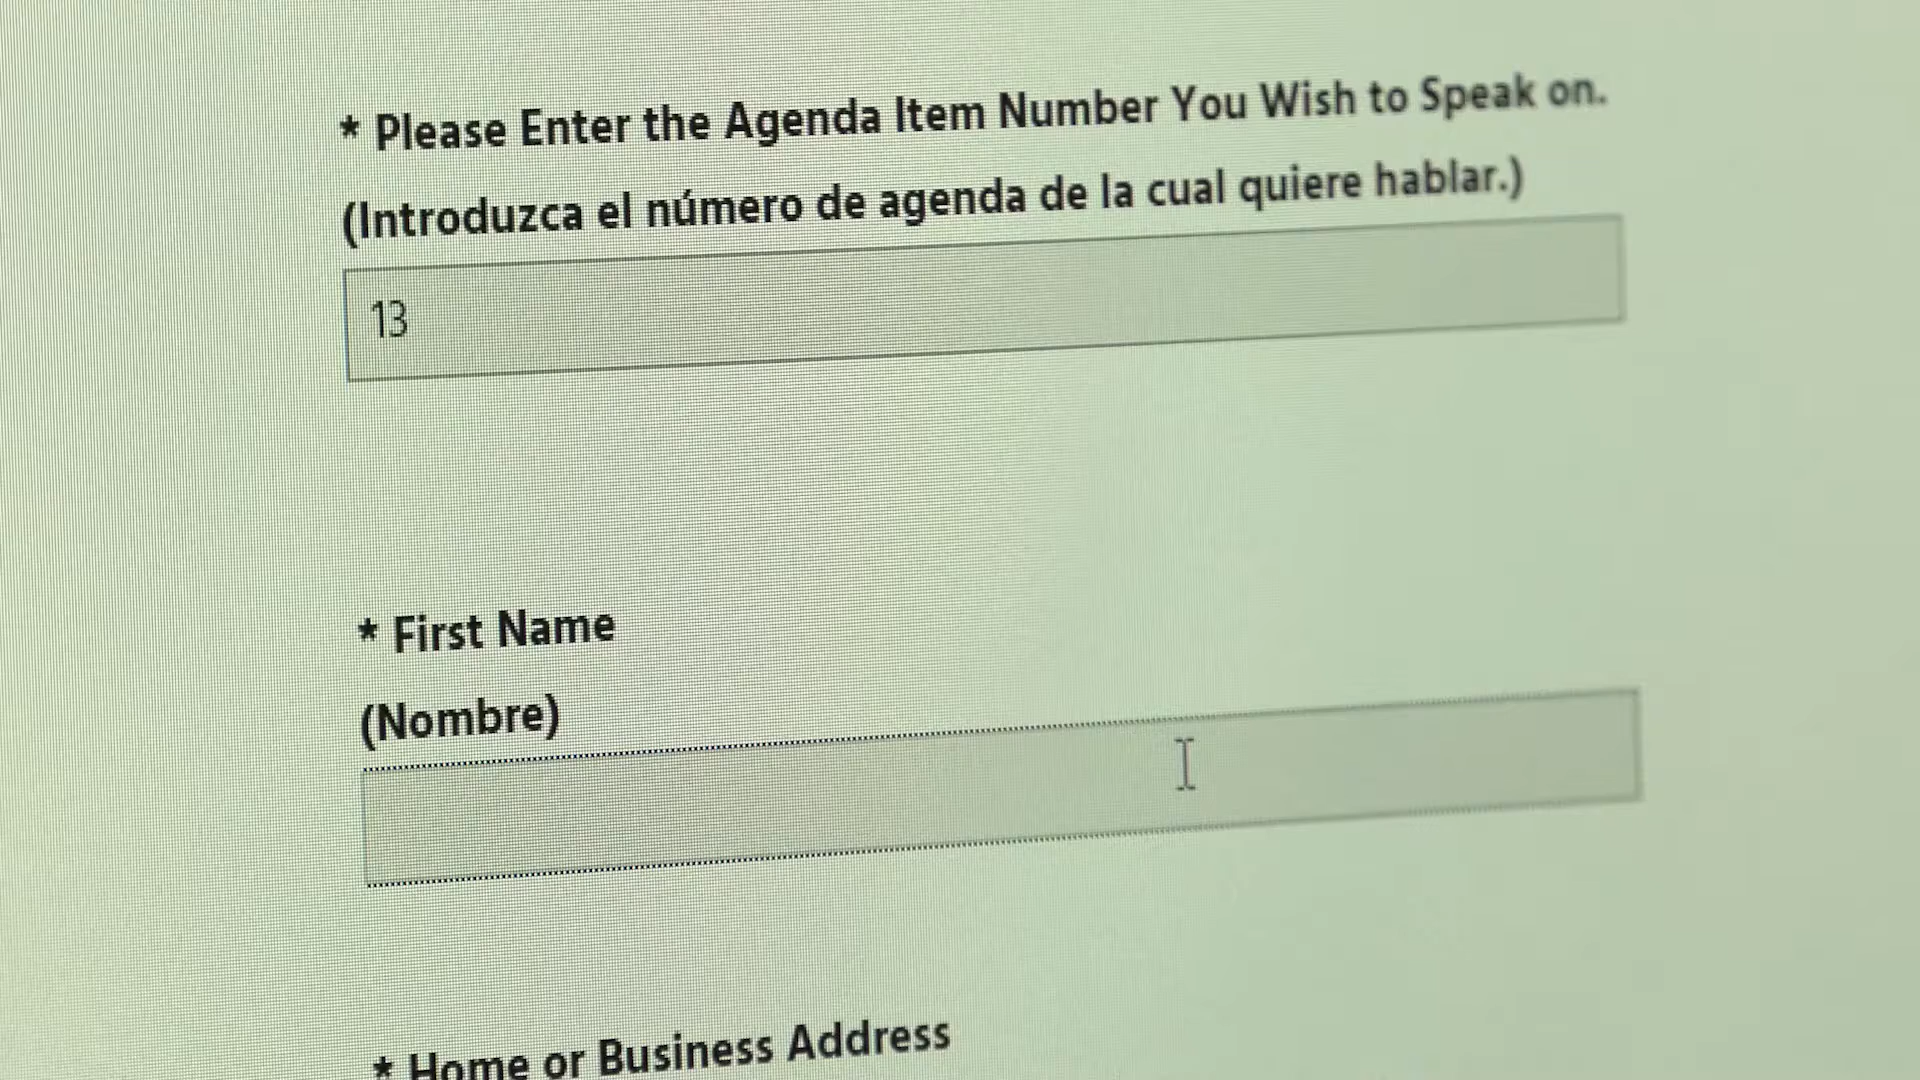 * Please Enter the Agenda Item Number You Wish to Speak on.
(Introduzca el número de agenda de la cual quiere hablar.)
13
* First Name
(Nombre)
* Home or Business Address